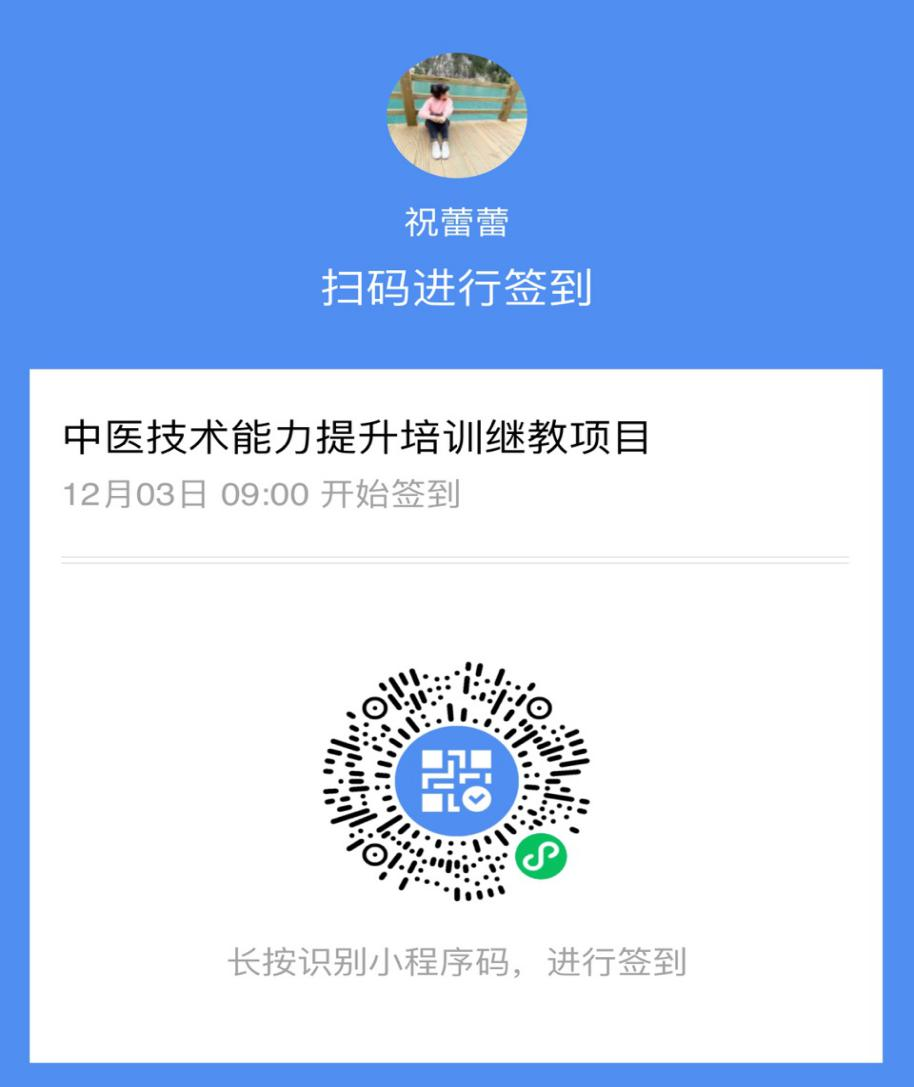 祝蕾蕾
扫码进行签到
中医技术能力提升培训继教项目
12月03日 09:00 开始签到
长按识别小程序码，进行签到